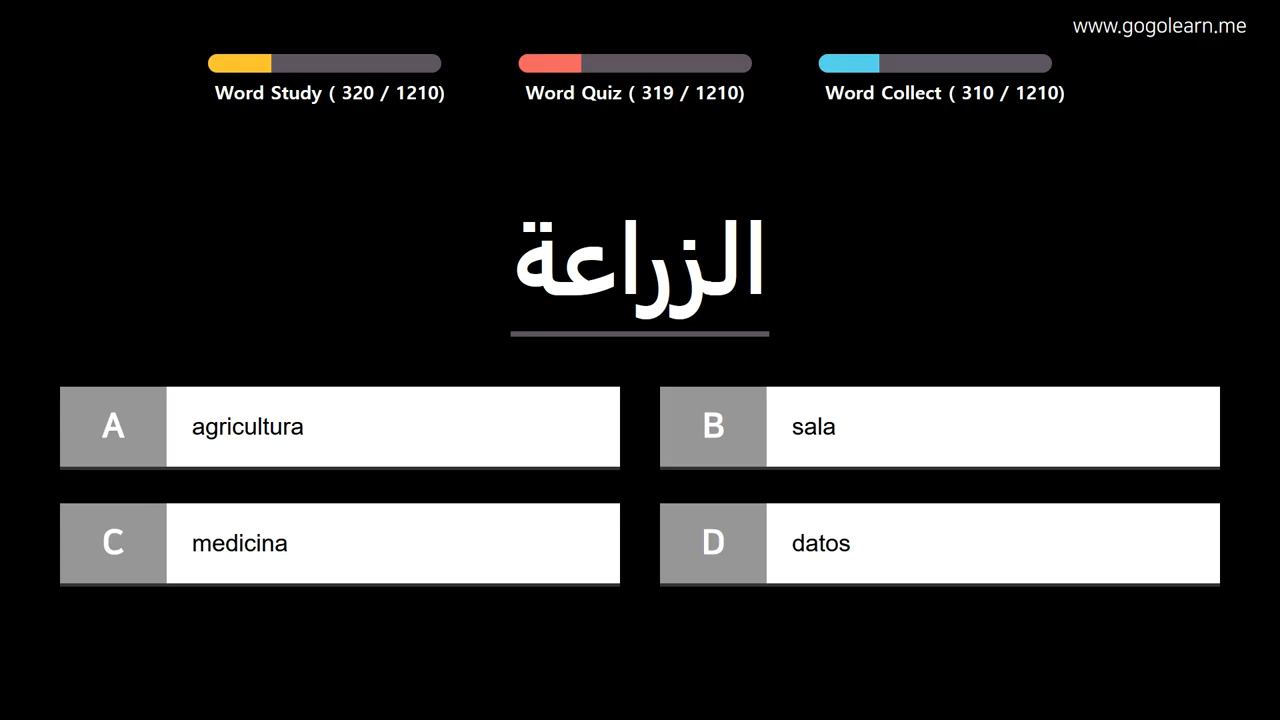 www.gogolearn.me
Word Study ( 320 / 1210)
Word Quiz ( 319 / 1210)
Word Collect ( 310 / 1210)
الزراعة
A agricultura
B sala
C medicina
D datos